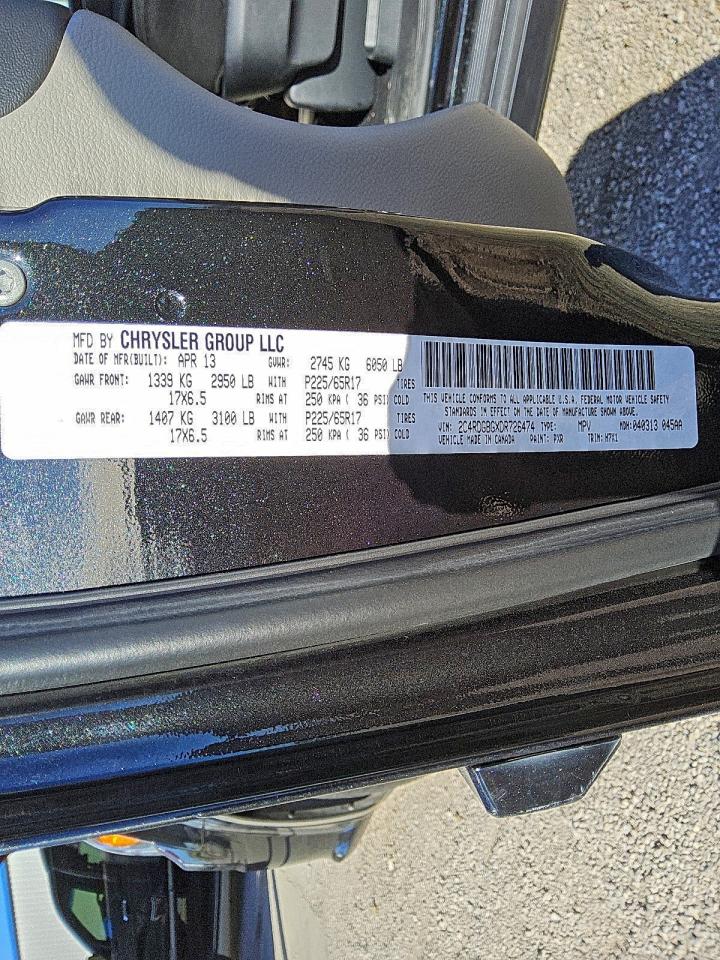 MFD BY CHRYSLER GROUP LLC
DATE OF MFR(BUILT): APR 13 GVWR: 2745 KG 6050 LB
GAWR FRONT: 1339 KG 2950 LB WITH P225/65R17 TIRES
17X6.5 RIMS AT 250 KPA ( 36 PSI) COLD
GAWR REAR: 1407 KG 3100 LB WITH P225/65R17 TIRES
17X6.5 RIMS AT 250 KPA ( 36 PSI) COLD
THIS VEHICLE CONFORMS TO ALL APPLICABLE U.S.A. FEDERAL MOTOR VEHICLE SAFETY
STANDARDS IN EFFECT ON THE DATE OF MANUFACTURE SHOWN ABOVE.
VIN: 2C4RDGBGXDR726474 TYPE: MPV MDH: 040313 045AA
VEHICLE MADE IN CANADA PAINT: PXR TRIM: H7X1